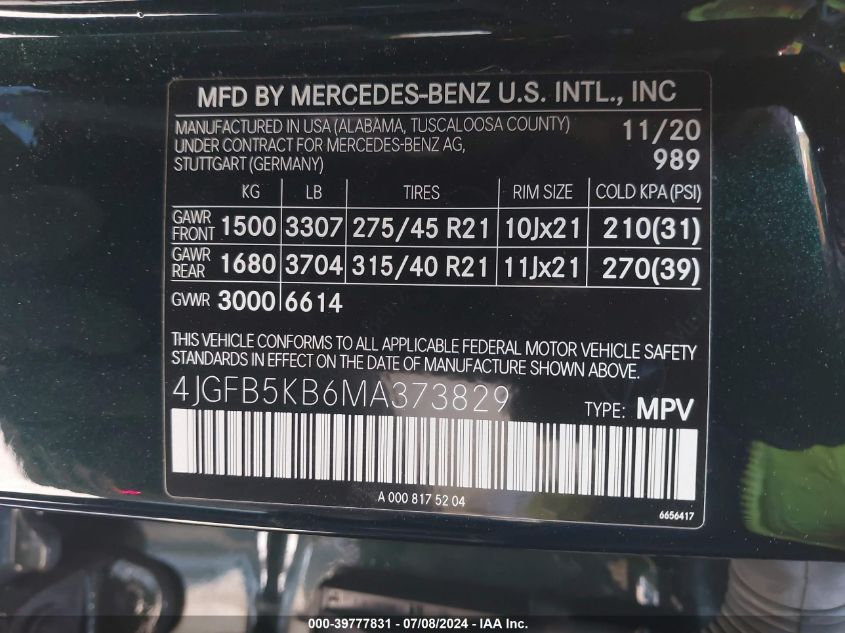 MFD BY MERCEDES-BENZ U.S. INTL., INC
MANUFACTURED IN USA (ALABAMA, TUSCALOOSA COUNTY) 11/20
UNDER CONTRACT FOR MERCEDES-BENZ AG,
STUTTGART (GERMANY) 989
KG LB TIRES RIM SIZE COLD KPA (PSI)
GAWR FRONT 1500 3307 275/45 R21 10Jx21 210(31)
GAWR REAR 1680 3704 315/40 R21 11Jx21 270(39)
GVWR 3000 6614
THIS VEHICLE CONFORMS TO ALL APPLICABLE FEDERAL MOTOR VEHICLE SAFETY
STANDARDS IN EFFECT ON THE DATE OF MANUFACTURE SHOWN ABOVE.
4JGFB5KB6MA373829 TYPE: MPV
A 000 817 52 04
6656417
000-39777831 - 07/08/2024 - IAA Inc.